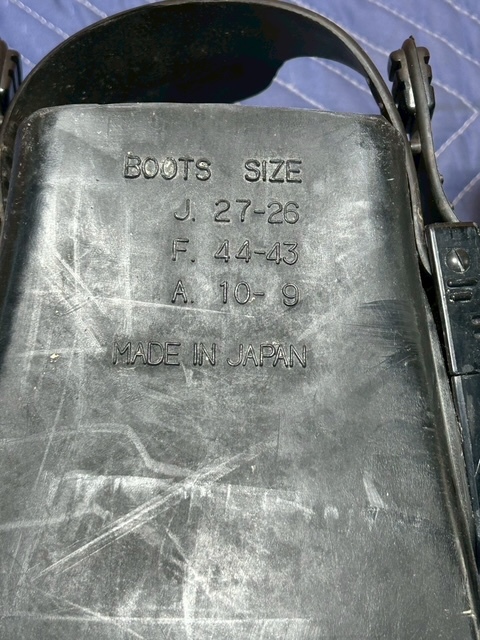 BOOTS SIZE
J. 27-26
F. 44-43
A. 10- 9
MADE IN JAPAN